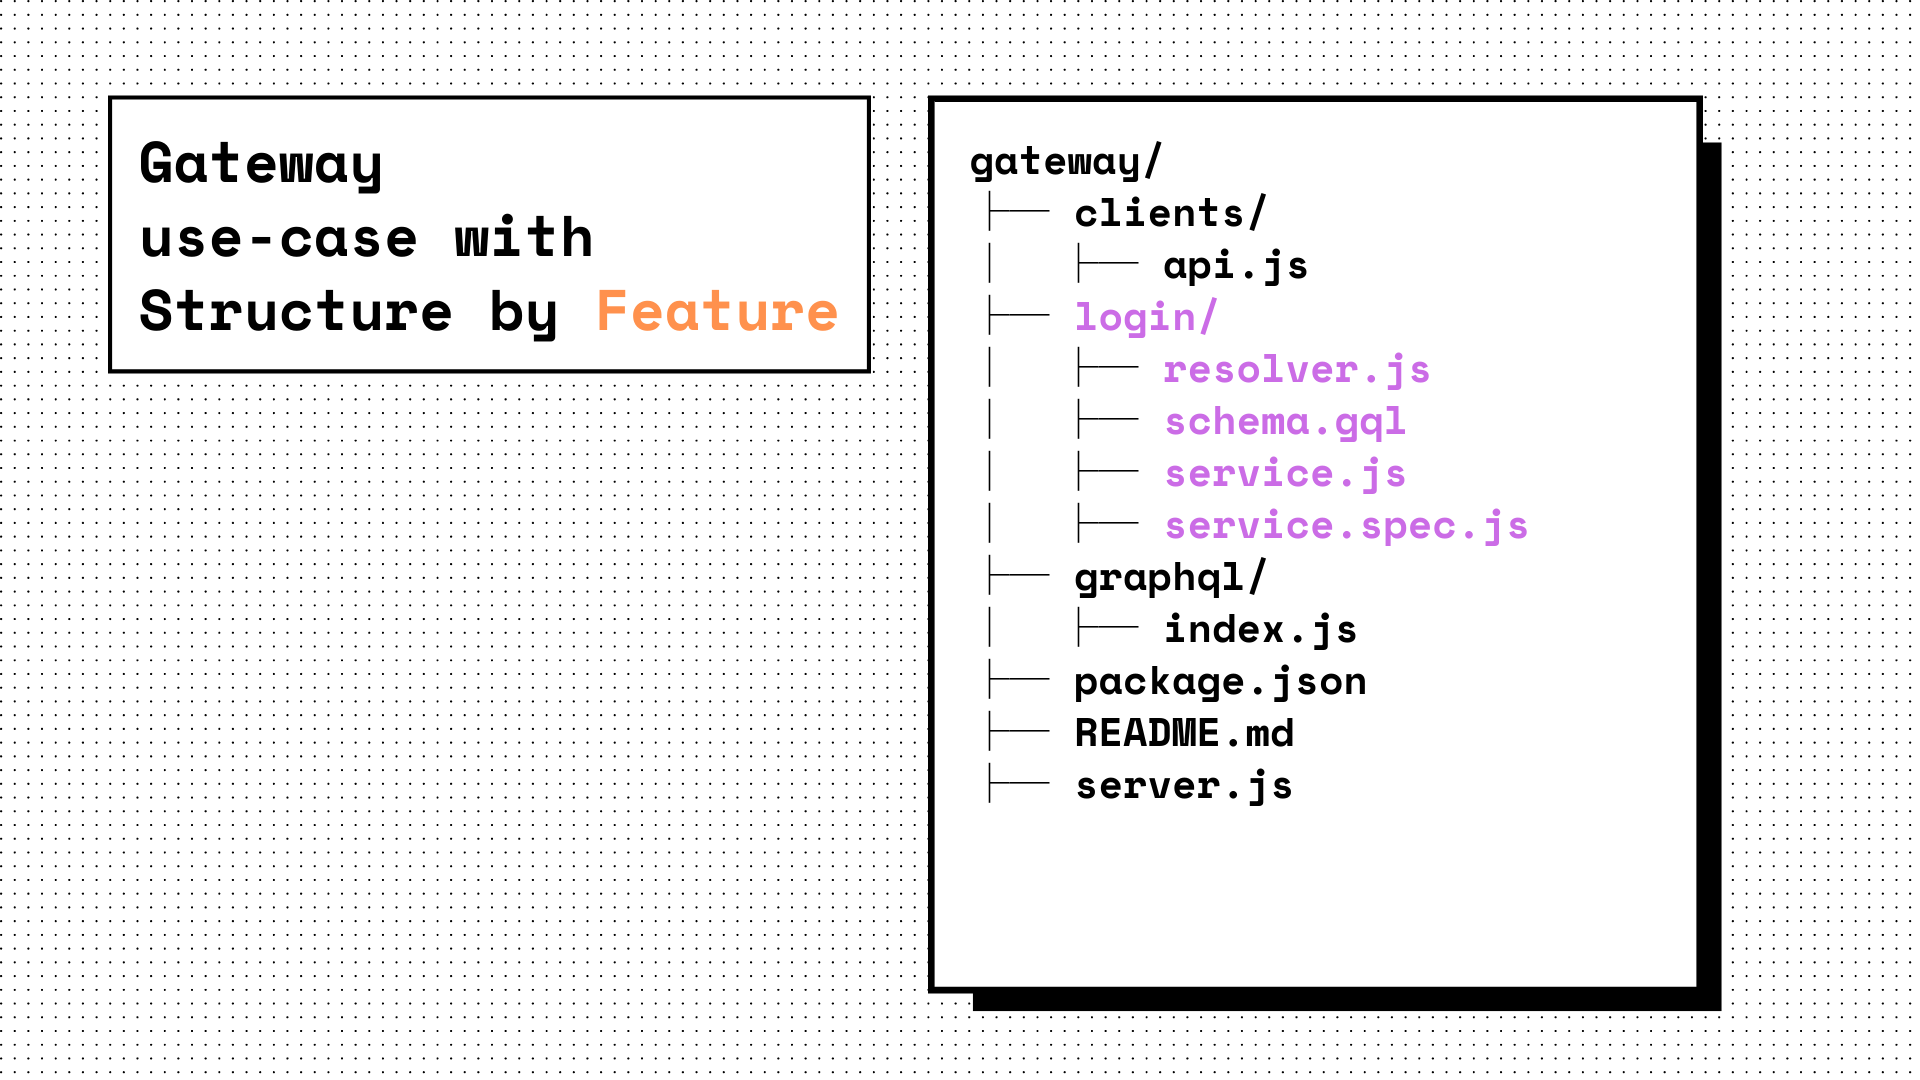 Gateway
use-case with
Structure by Feature
gateway/
├── clients/
│   ├── api.js
├── login/
│   ├── resolver.js
│   ├── schema.gql
│   ├── service.js
│   ├── service.spec.js
├── graphql/
│   ├── index.js
├── package.json
├── README.md
├── server.js